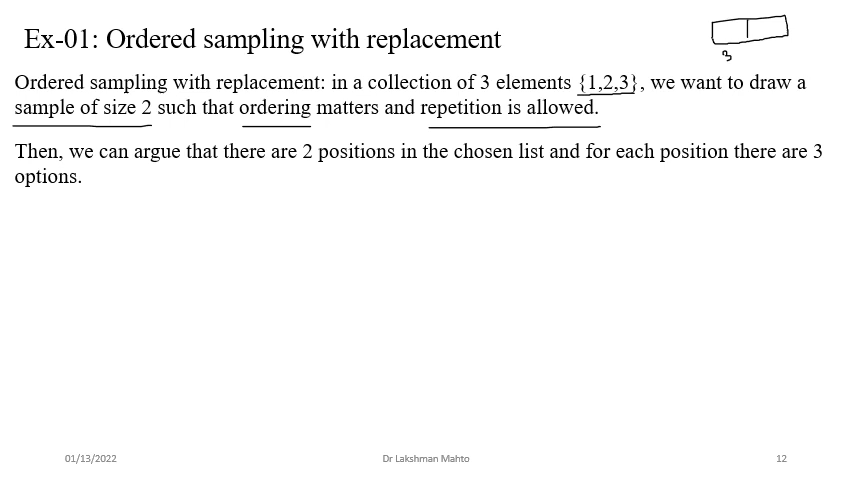 Ex-01: Ordered sampling with replacement
3
Ordered sampling with replacement: in a collection of 3 elements {1,2,3}, we want to draw a
sample of size 2 such that ordering matters and repetition is allowed.
Then, we can argue that there are 2 positions in the chosen list and for each position there are 3
options.
01/13/2022
Dr Lakshman Mahto
12